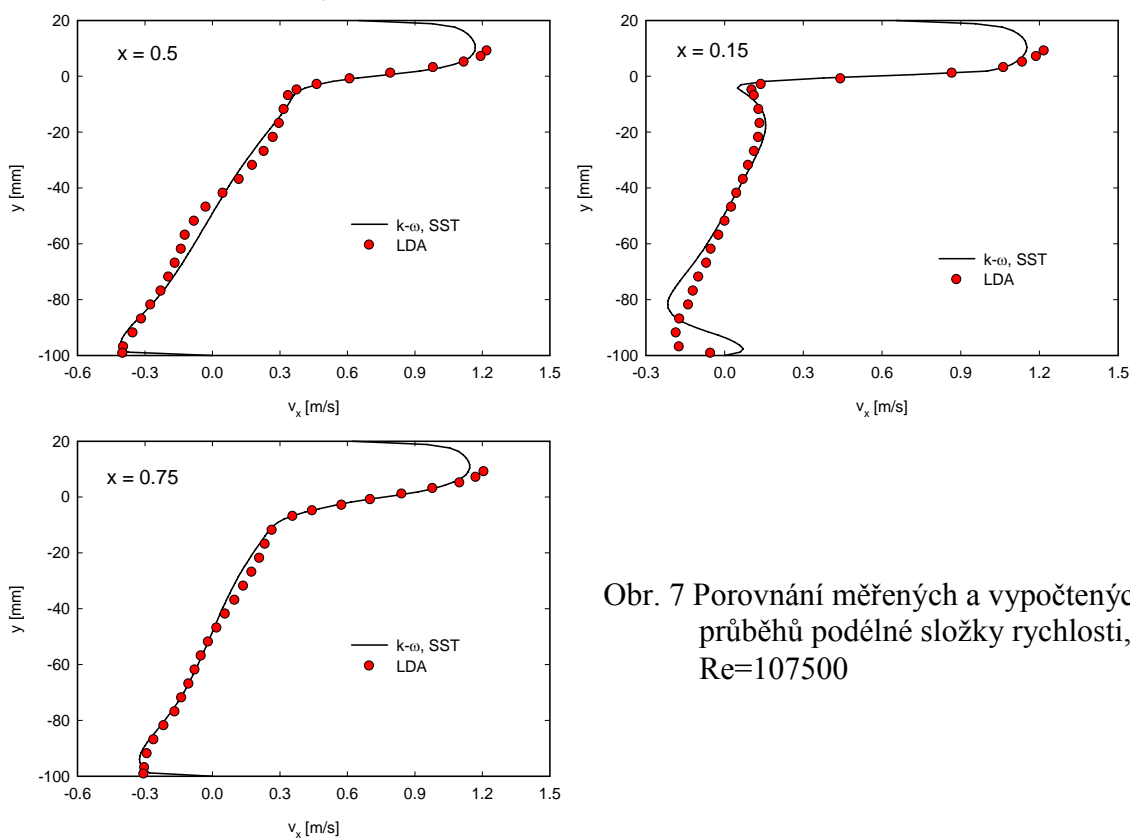 20
0
-20
-40
-60
-80
-100
y [mm]
x = 0.5
k-ω, SST
LDA
-0.6 -0.3 0.0 0.3 0.6 0.9 1.2 1.5
vx [m/s]
20
0
-20
-40
-60
-80
-100
y [mm]
x = 0.15
k-ω, SST
LDA
-0.3 0.0 0.3 0.6 0.9 1.2 1.5
vx [m/s]
20
0
-20
-40
-60
-80
-100
y [mm]
x = 0.75
k-ω, SST
LDA
-0.6 -0.3 0.0 0.3 0.6 0.9 1.2 1.5
vx [m/s]
Obr. 7 Porovnání měřených a vypočtenýc
průběhů podélné složky rychlosti,
Re=107500